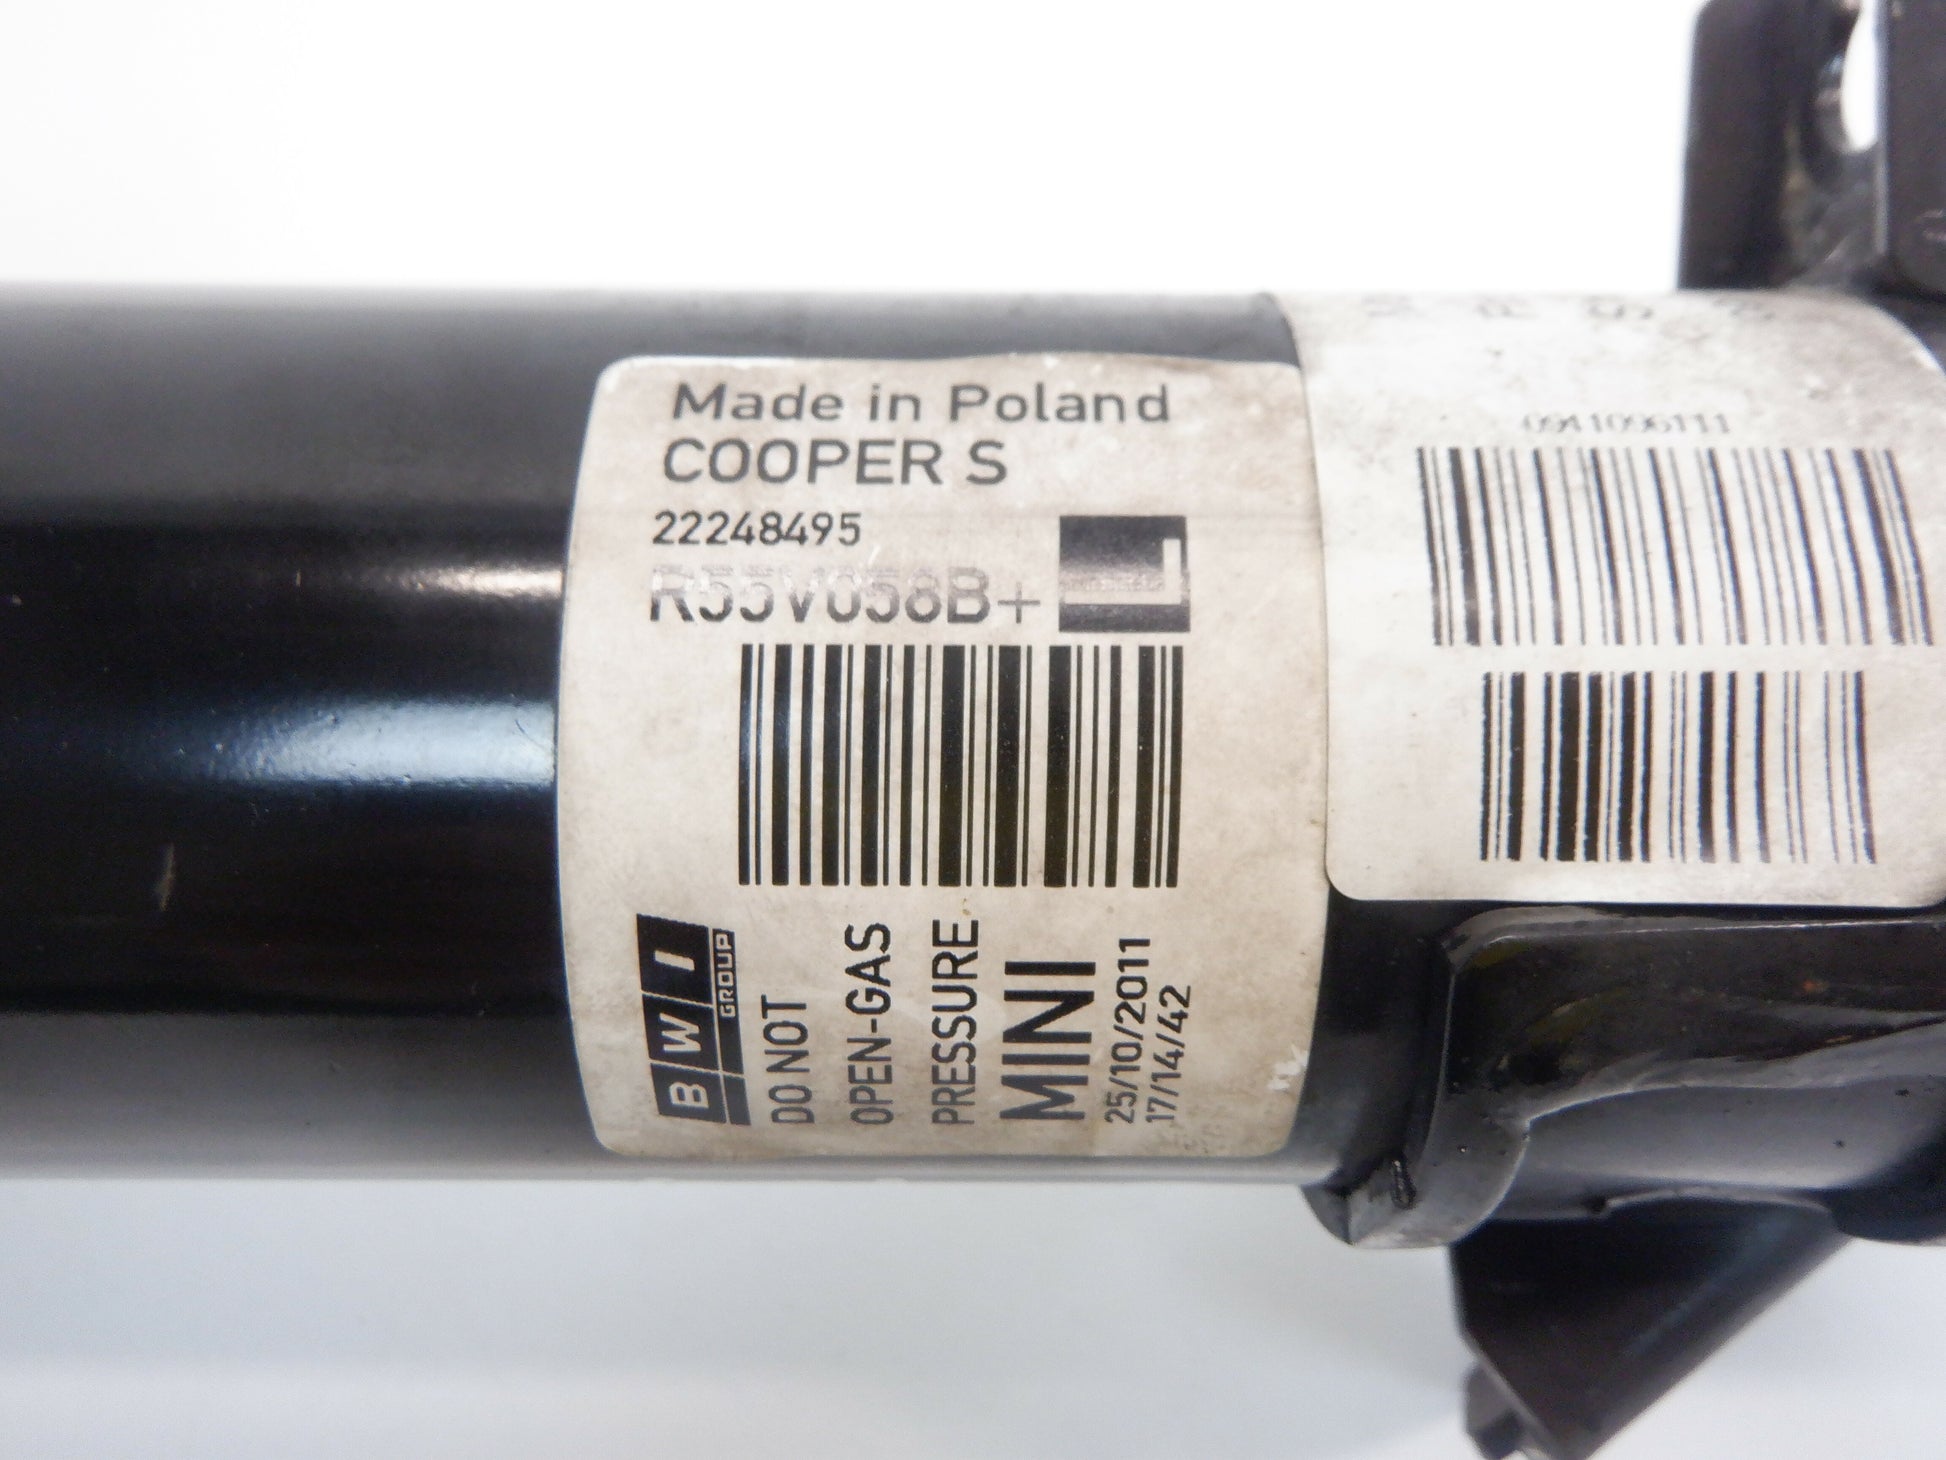 Made in Poland
COOPER S
22248495
R55V058B+ L
BWI
GROUP
DO NOT
OPEN-GAS
PRESSURE
MINI
25/10/2011
17/14/42